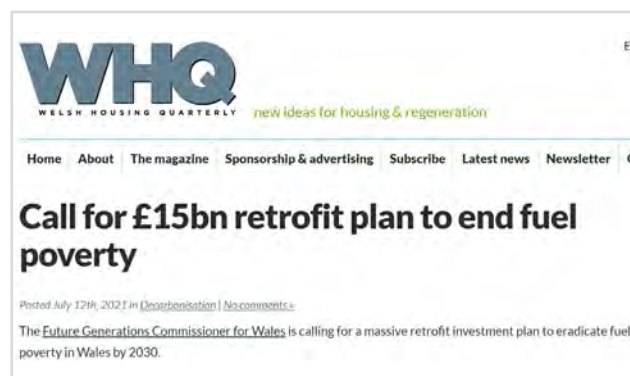 WHQ
WELSH HOUSING QUARTERLY
new ideas for housing & regeneration
Home About The magazine Sponsorship & advertising Subscribe Latest news Newsletter
Call for £15bn retrofit plan to end fuel
poverty
Posted July 12th, 2021 in Decarbonisation | No comments »
The Future Generations Commissioner for Wales is calling for a massive retrofit investment plan to eradicate fuel
poverty in Wales by 2030.